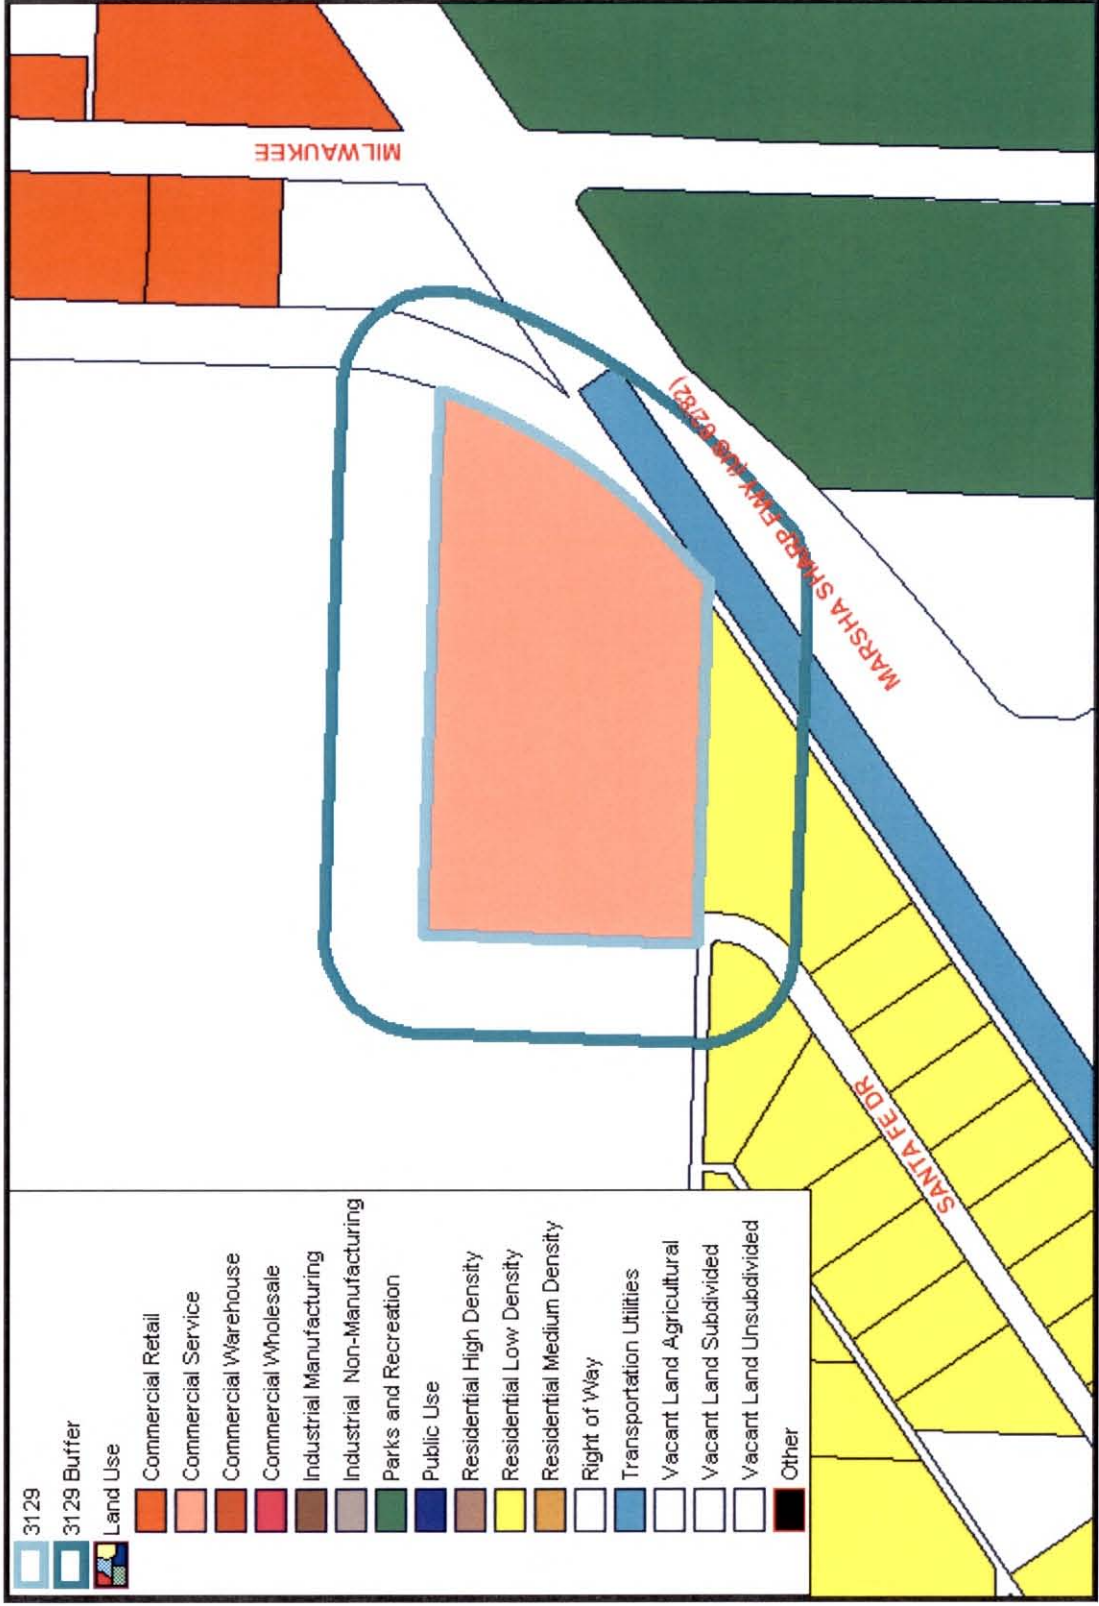 3129
3129 Buffer
Land Use
Commercial Retail
Commercial Service
Commercial Warehouse
Commercial Wholesale
Industrial Manufacturing
Industrial Non-Manufacturing
Parks and Recreation
Public Use
Residential High Density
Residential Low Density
Residential Medium Density
Right of Way
Transportation Utilities
Vacant Land Agricultural
Vacant Land Subdivided
Vacant Land Unsubdivided
Other
MILWAUKEE
MARSHA SHARP FWY (US 62/82)
SANTA FE DR